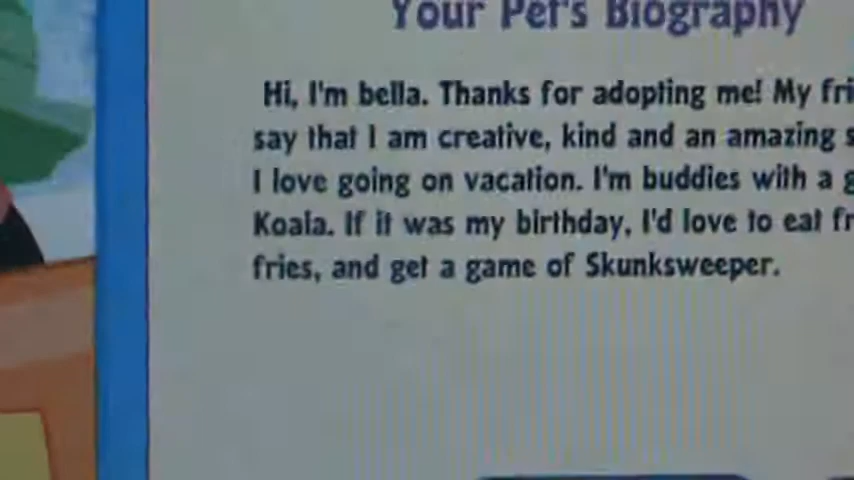 Your Pet's Biography
Hi, I'm bella. Thanks for adopting me! My
say that I am creative, kind and an amazing
I love going on vacation. I'm buddies with a
Koala. If it was my birthday, I'd love to eat
fries, and get a game of Skunksweeper.